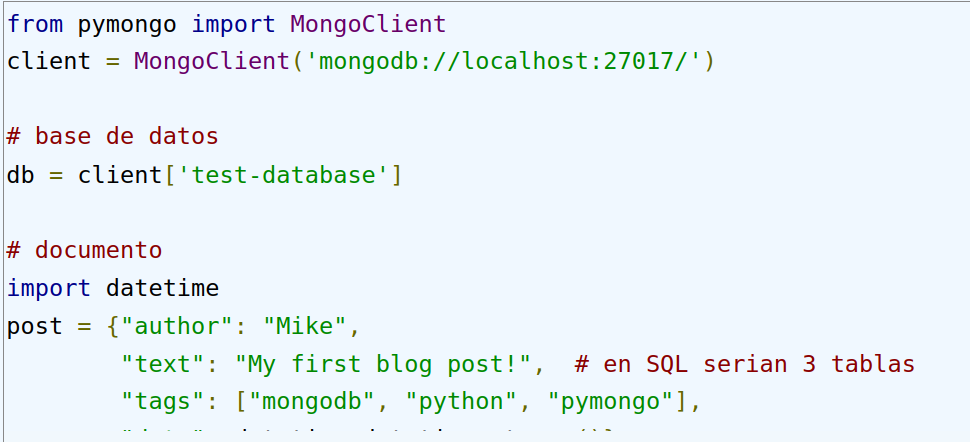 from pymongo import MongoClient
client = MongoClient('mongodb://localhost:27017/')
# base de datos
db = client['test-database']
# documento
import datetime
post = {"author": "Mike",
"text": "My first blog post!",  # en SQL serian 3 tablas
"tags": ["mongodb", "python", "pymongo"],